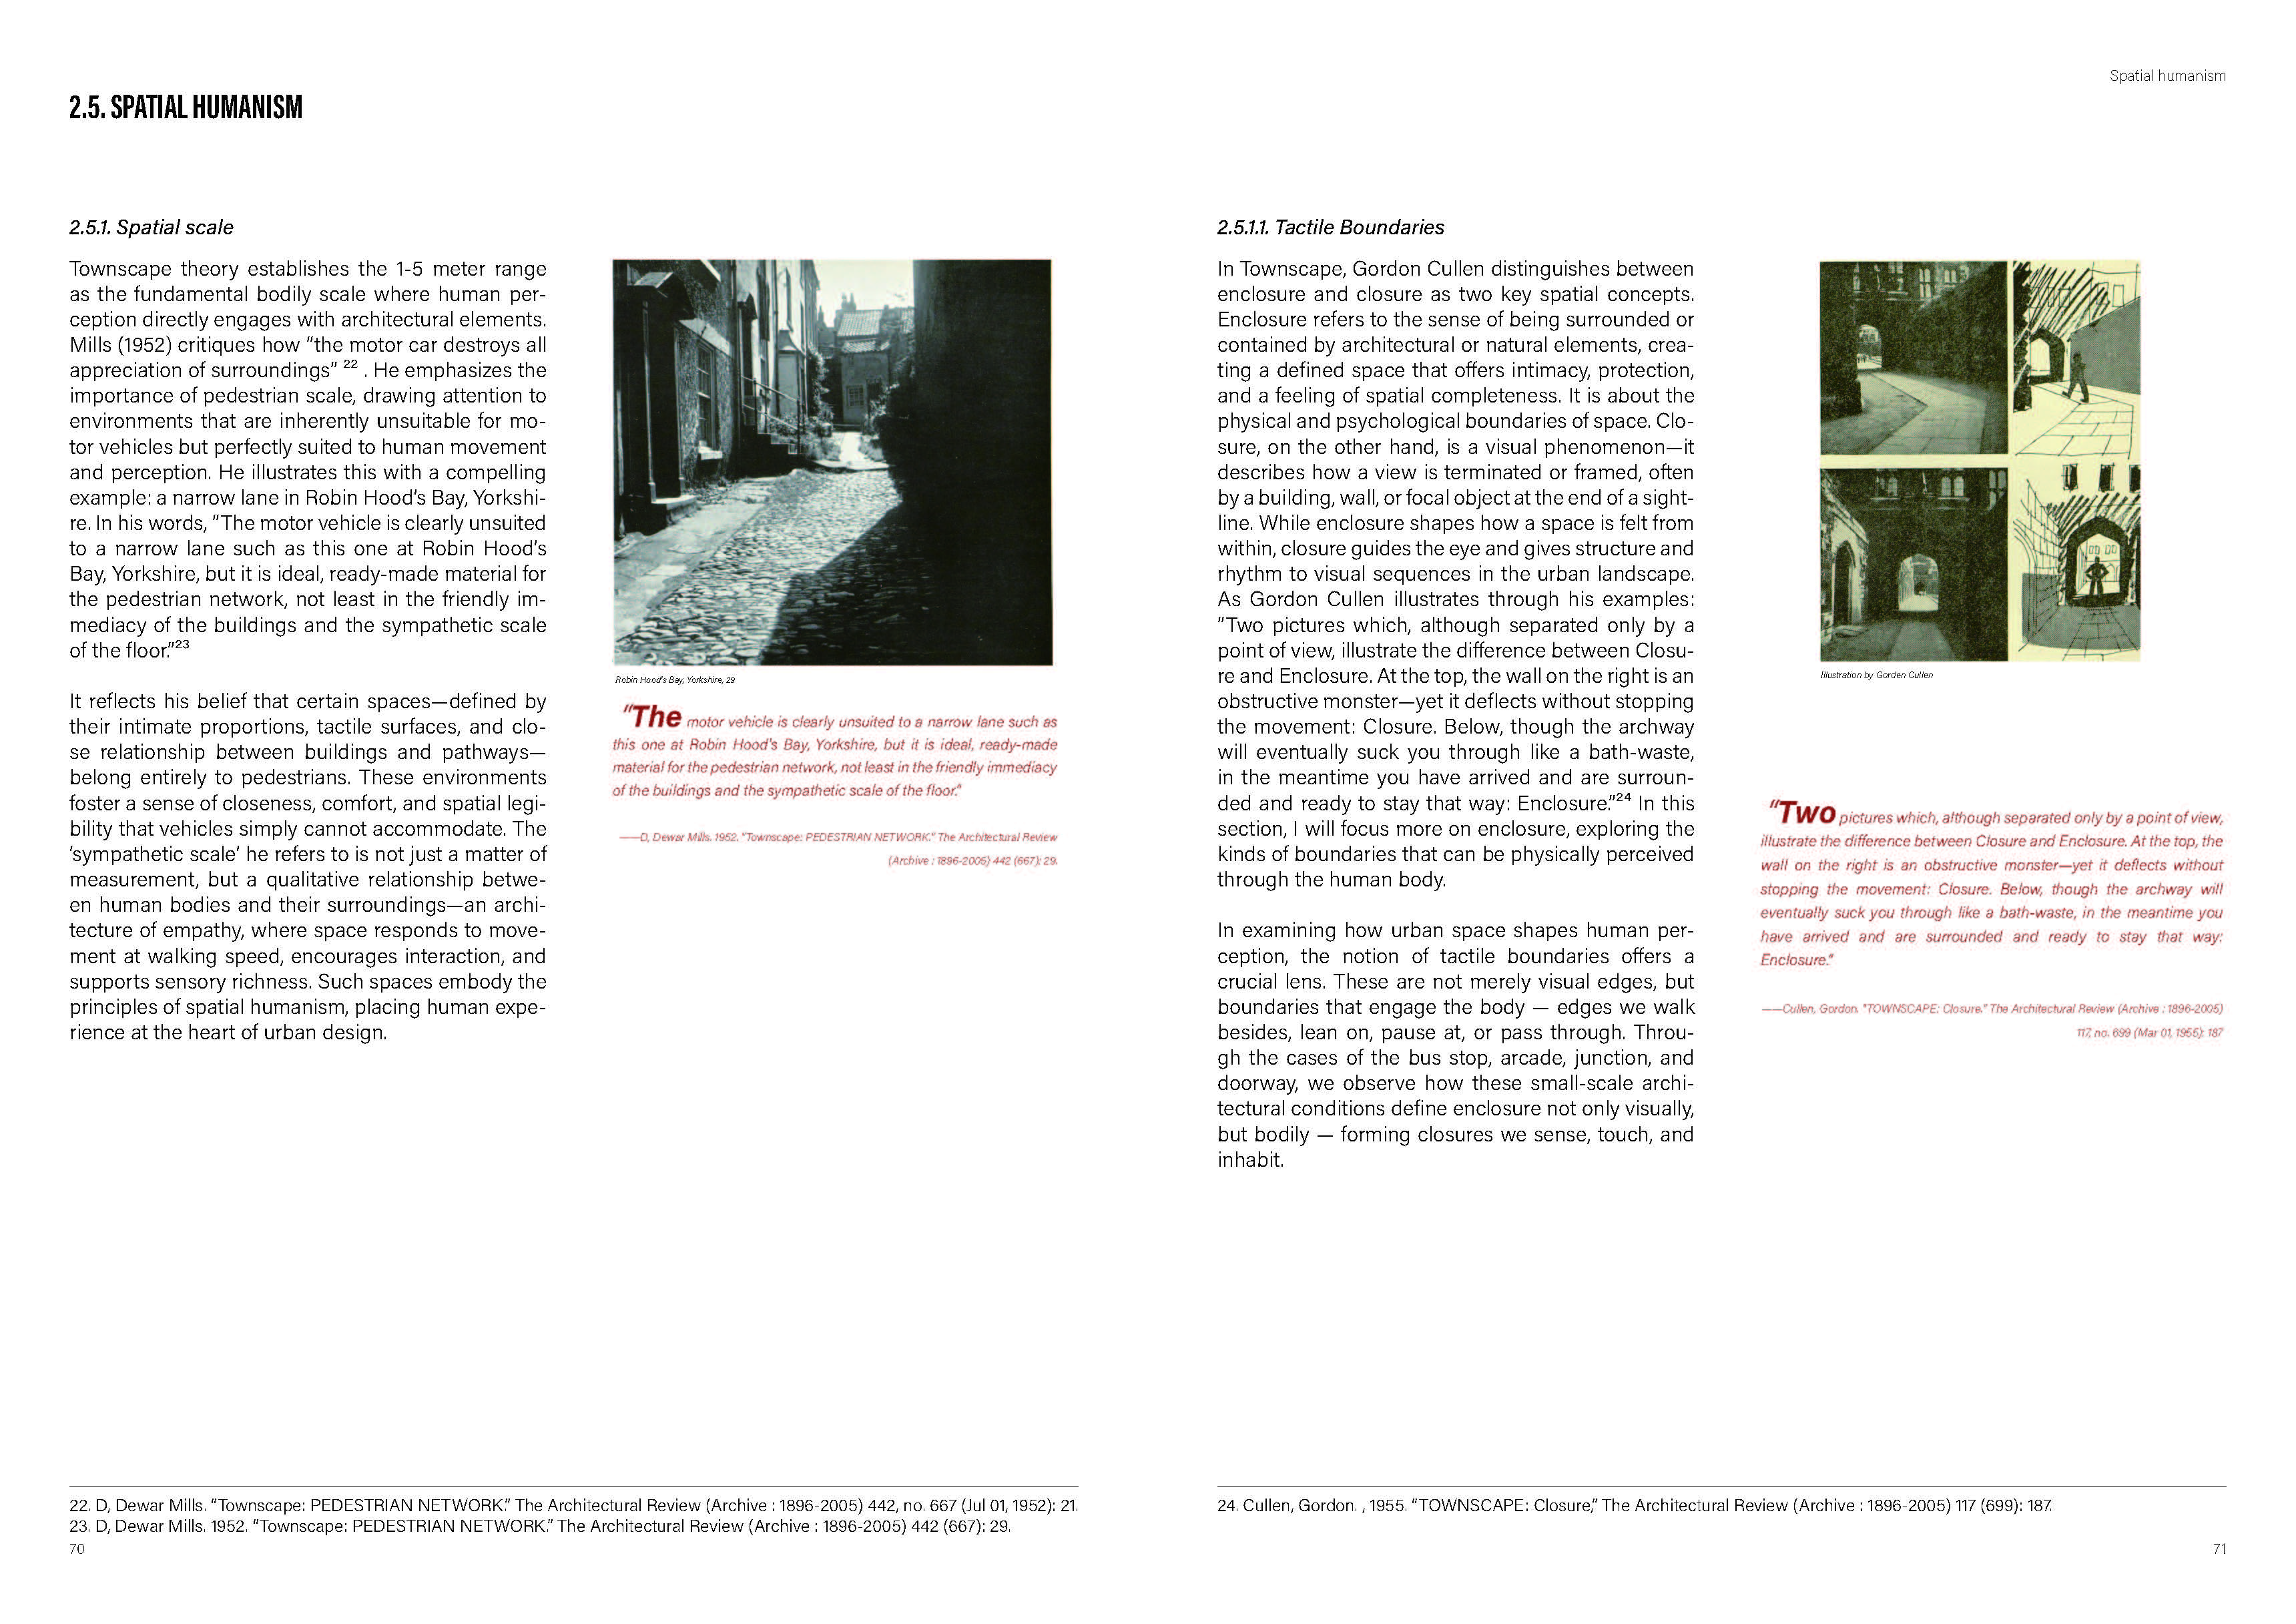 2.5. SPATIAL HUMANISM
2.5.1. Spatial scale
Townscape theory establishes the 1-5 meter range
as the fundamental bodily scale where human per-
ception directly engages with architectural elements.
Mills (1952) critiques how "the motor car destroys all
appreciation of surroundings" ²² . He emphasizes the
importance of pedestrian scale, drawing attention to
environments that are inherently unsuitable for mo-
tor vehicles but perfectly suited to human movement
and perception. He illustrates this with a compelling
example: a narrow lane in Robin Hood's Bay, Yorkshi-
re. In his words, "The motor vehicle is clearly unsuited
to a narrow lane such as this one at Robin Hood's
Bay, Yorkshire, but it is ideal, ready-made material for
the pedestrian network, not least in the friendly im-
mediacy of the buildings and the sympathetic scale
of the floor."²³
It reflects his belief that certain spaces—defined by
their intimate proportions, tactile surfaces, and clo-
se relationship between buildings and pathways—
belong entirely to pedestrians. These environments
foster a sense of closeness, comfort, and spatial legi-
bility that vehicles simply cannot accommodate. The
'sympathetic scale' he refers to is not just a matter of
measurement, but a qualitative relationship betwe-
en human bodies and their surroundings—an archi-
tecture of empathy, where space responds to move-
ment at walking speed, encourages interaction, and
supports sensory richness. Such spaces embody the
principles of spatial humanism, placing human expe-
rience at the heart of urban design.
Robin Hood's Bay, Yorkshire, 29
"The motor vehicle is clearly unsuited to a narrow lane such as
this one at Robin Hood's Bay, Yorkshire, but it is ideal, ready-made
material for the pedestrian network, not least in the friendly immediacy
of the buildings and the sympathetic scale of the floor."
——D, Dewar Mills. 1952. "Townscape: PEDESTRIAN NETWORK." The Architectural Review
(Archive : 1896-2005) 442 (667): 29.
22. D, Dewar Mills. "Townscape: PEDESTRIAN NETWORK." The Architectural Review (Archive : 1896-2005) 442, no. 667 (Jul 01, 1952): 21.
23. D, Dewar Mills. 1952. "Townscape: PEDESTRIAN NETWORK." The Architectural Review (Archive : 1896-2005) 442 (667): 29.
70
Spatial humanism
2.5.1.1. Tactile Boundaries
In Townscape, Gordon Cullen distinguishes between
enclosure and closure as two key spatial concepts.
Enclosure refers to the sense of being surrounded or
contained by architectural or natural elements, crea-
ting a defined space that offers intimacy, protection,
and a feeling of spatial completeness. It is about the
physical and psychological boundaries of space. Clo-
sure, on the other hand, is a visual phenomenon—it
describes how a view is terminated or framed, often
by a building, wall, or focal object at the end of a sight-
line. While enclosure shapes how a space is felt from
within, closure guides the eye and gives structure and
rhythm to visual sequences in the urban landscape.
As Gordon Cullen illustrates through his examples:
"Two pictures which, although separated only by a
point of view, illustrate the difference between Closu-
re and Enclosure. At the top, the wall on the right is an
obstructive monster—yet it deflects without stopping
the movement: Closure. Below, though the archway
will eventually suck you through like a bath-waste,
in the meantime you have arrived and are surroun-
ded and ready to stay that way: Enclosure."²⁴ In this
section, I will focus more on enclosure, exploring the
kinds of boundaries that can be physically perceived
through the human body.
In examining how urban space shapes human per-
ception, the notion of tactile boundaries offers a
crucial lens. These are not merely visual edges, but
boundaries that engage the body — edges we walk
besides, lean on, pause at, or pass through. Throu-
gh the cases of the bus stop, arcade, junction, and
doorway, we observe how these small-scale archi-
tectural conditions define enclosure not only visually,
but bodily — forming closures we sense, touch, and
inhabit.
Illustration by Gorden Cullen
"Two pictures which, although separated only by a point of view,
illustrate the difference between Closure and Enclosure. At the top, the
wall on the right is an obstructive monster—yet it deflects without
stopping the movement: Closure. Below, though the archway will
eventually suck you through like a bath-waste, in the meantime you
have arrived and are surrounded and ready to stay that way:
Enclosure."
——Cullen, Gordon. "TOWNSCAPE: Closure." The Architectural Review (Archive : 1896-2005)
117, no. 699 (Mar 01, 1955): 187
24. Cullen, Gordon. , 1955. "TOWNSCAPE: Closure," The Architectural Review (Archive : 1896-2005) 117 (699): 187.
71